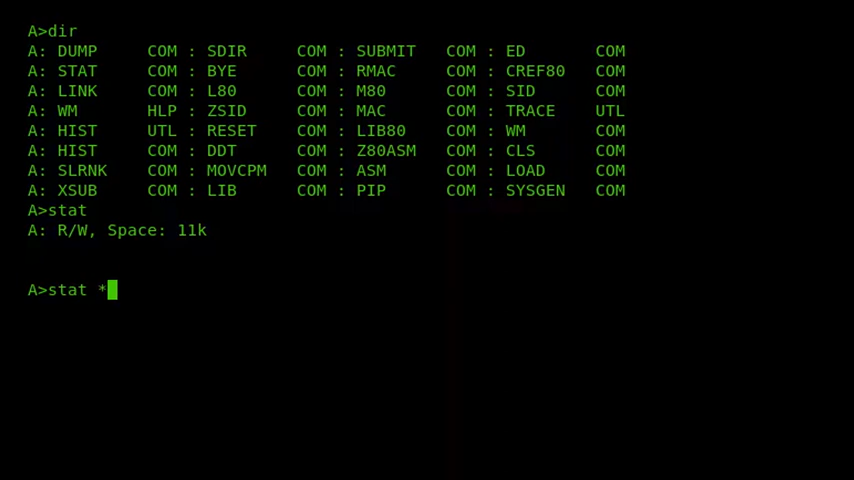 A>dir
A: DUMP     COM : SDIR     COM : SUBMIT   COM : ED       COM
A: STAT     COM : BYE      COM : RMAC     COM : CREF80   COM
A: LINK     COM : L80      COM : M80      COM : SID      COM
A: WM       HLP : ZSID     COM : MAC      COM : TRACE    UTL
A: HIST     UTL : RESET    COM : LIB80    COM : WM       COM
A: HIST     COM : DDT      COM : Z80ASM   COM : CLS      COM
A: SLRNK    COM : MOVCPM   COM : ASM      COM : LOAD     COM
A: XSUB     COM : LIB      COM : PIP      COM : SYSGEN   COM
A>stat
A: R/W, Space: 11k
A>stat *